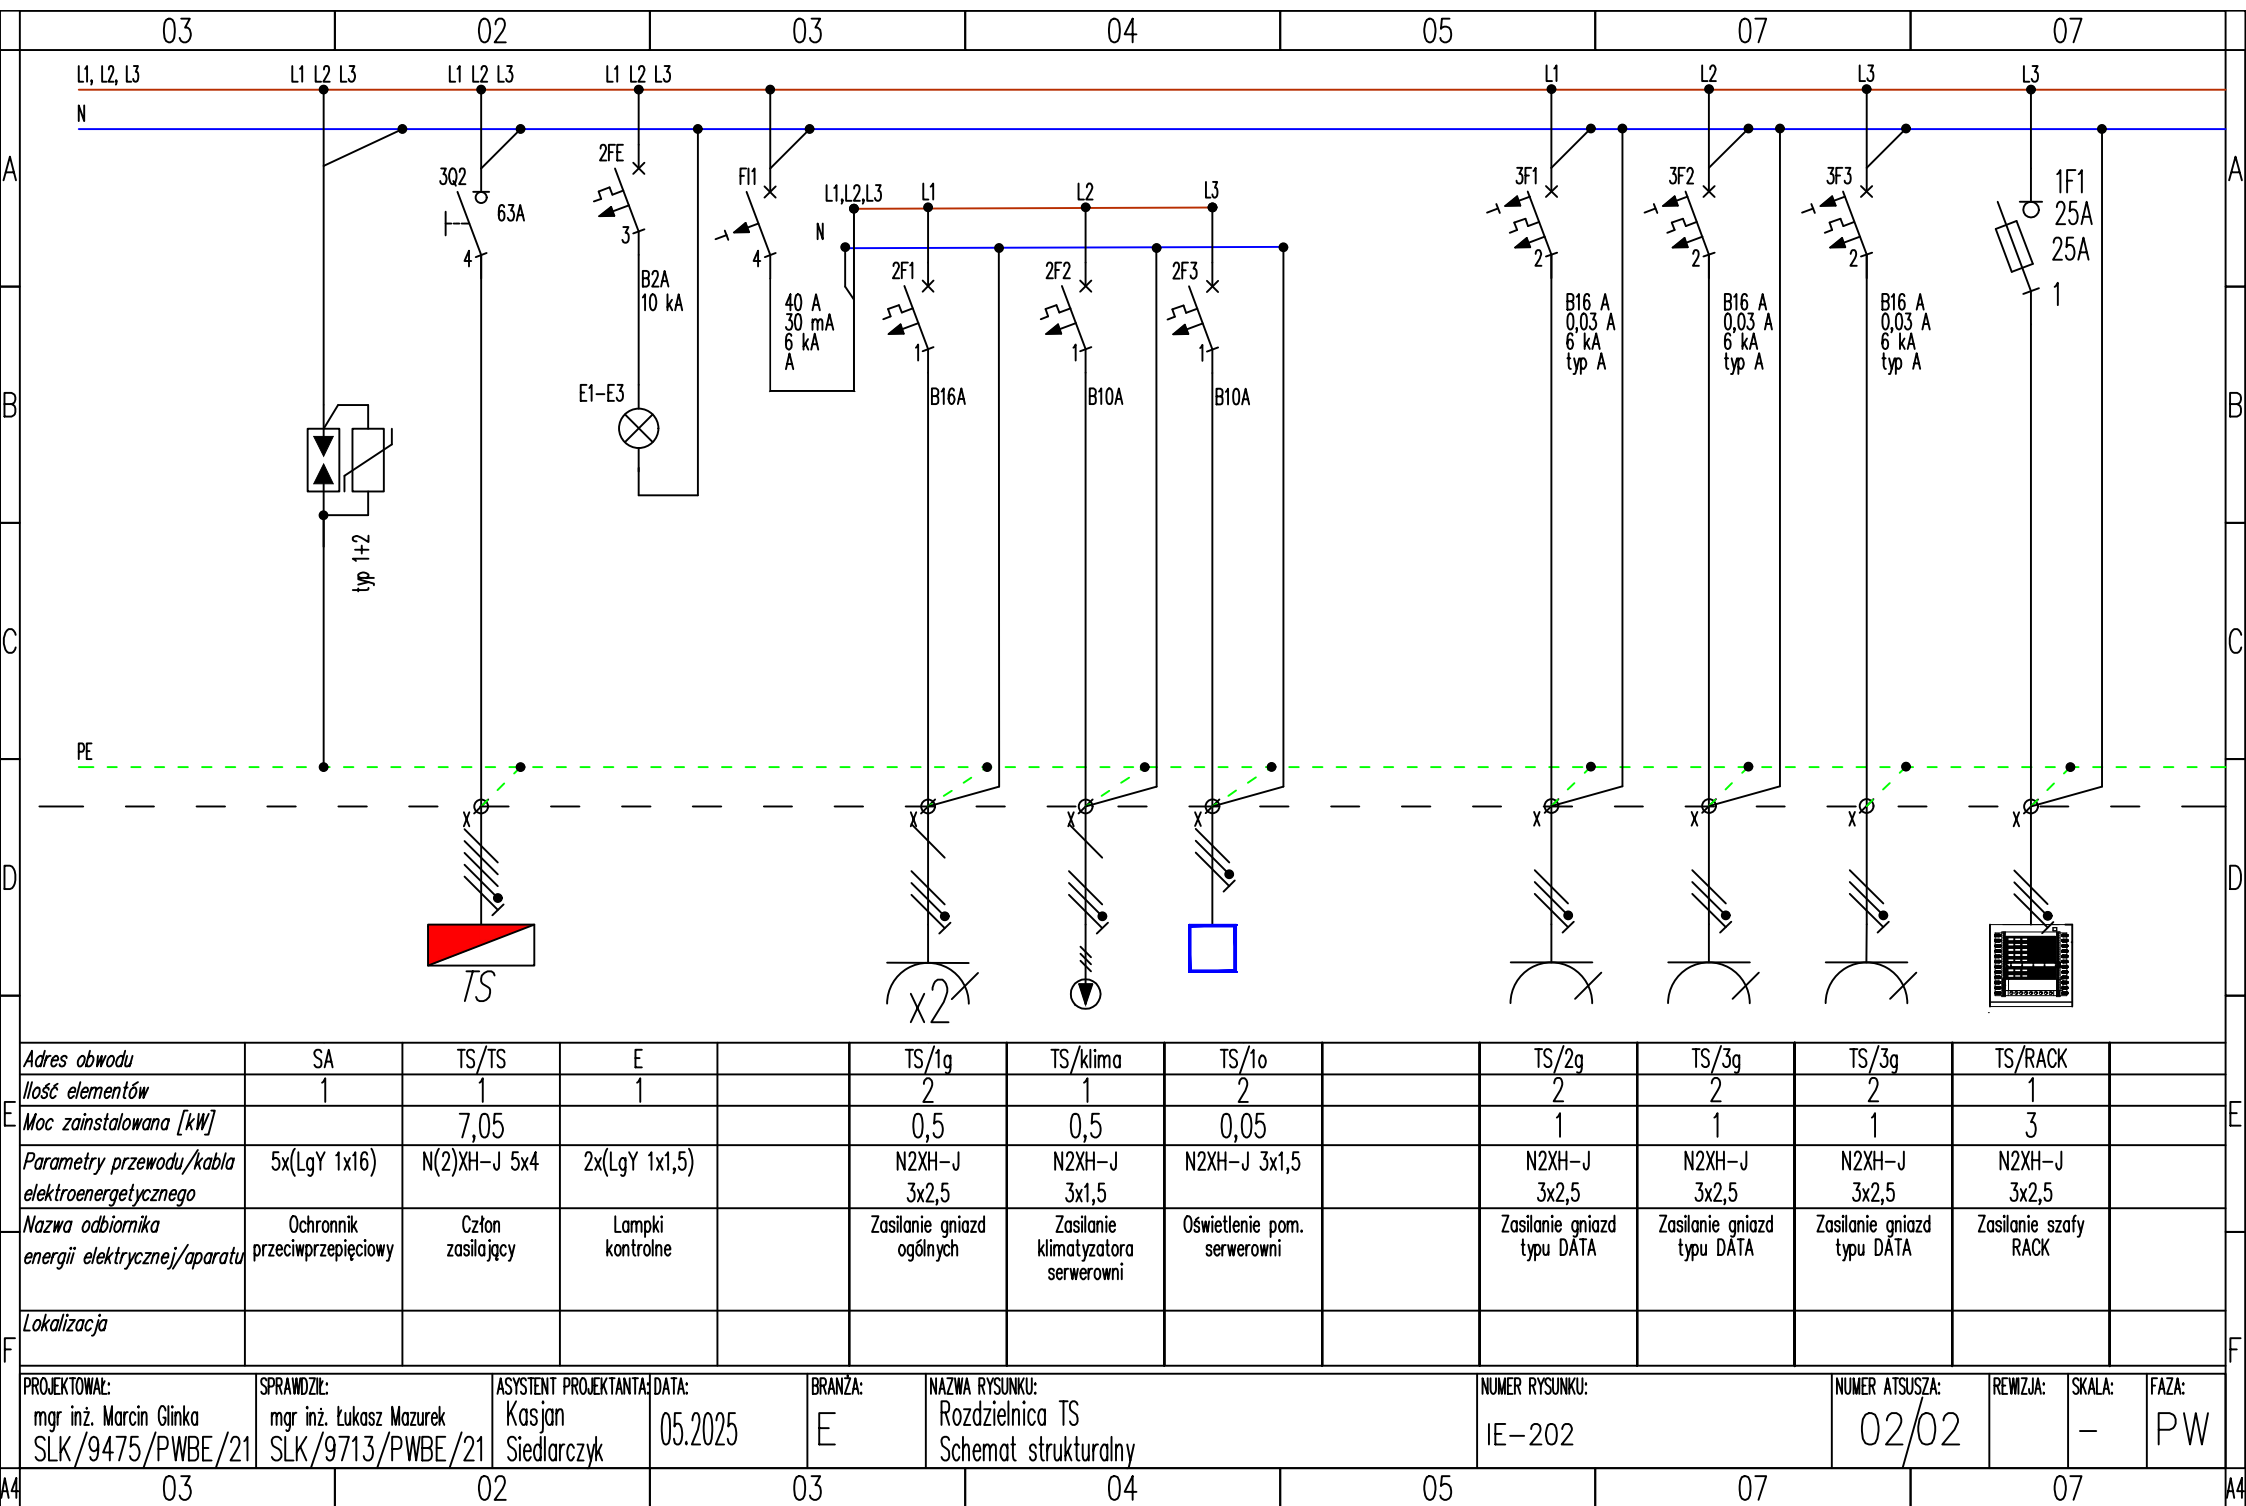 03 02 03 04 05 07 07
L1, L2, L3 L1 L2 L3 L1 L2 L3 L1 L2 L3 L1 L2 L3 L3
N
A A
2FE
3Q2 FI1 3F1 3F2 3F3 1F1
63A L1,L2,L3 L1 L2 L3 25A
3 N 25A
4 4 2 2 2
2F1 2F2 2F3
B2A
10 kA
1
40 A B16 A B16 A B16 A
30 mA 0,03 A 0,03 A 0,03 A
6 kA 6 kA 6 kA 6 kA
A typ A typ A typ A
1 1 1
E1-E3 B16A B10A B10A
B B
typ 1+2
C C
PE
X X X X X X X X
D D
TS
x2
Adres obwodu SA TS/TS E TS/1g TS/klima TS/1o TS/2g TS/3g TS/3g TS/RACK
Ilość elementów 1 1 1 2 1 2 2 2 2 1
E E
Moc zainstalowana [kW] 7,05 0,5 0,5 0,05 1 1 1 3
Parametry przewodu/kabla 5x(LgY 1x16) N(2)XH-J 5x4 2x(LgY 1x1,5) N2XH-J N2XH-J N2XH-J 3x1,5 N2XH-J N2XH-J N2XH-J N2XH-J
elektroenergetycznego 3x2,5 3x1,5 3x2,5 3x2,5 3x2,5 3x2,5
Nazwa odbiornika Ochronnik Człon Lampki Zasilanie gniazd Zasilanie Oświetlenie pom. Zasilanie gniazd Zasilanie gniazd Zasilanie gniazd Zasilanie szafy
energii elektrycznej/aparatu przeciwprzepięciowy zasilający kontrolne ogólnych klimatyzatora serwerowni typu DATA typu DATA typu DATA RACK
serwerowni
Lokalizacja
F F
PROJEKTOWAŁ: SPRAWDZIŁ: ASYSTENT PROJEKTANTA: DATA: BRANŻA: NAZWA RYSUNKU: NUMER RYSUNKU: NUMER ATSUSZA: REWIZJA: SKALA: FAZA:
mgr inż. Marcin Glinka mgr inż. Łukasz Mazurek Kasjan 05.2025 E Rozdzielnica TS IE-202 02/02 - PW
SLK/9475/PWBE/21 SLK/9713/PWBE/21 Siedlarczyk Schemat strukturalny
A4 03 02 03 04 05 07 07 A4